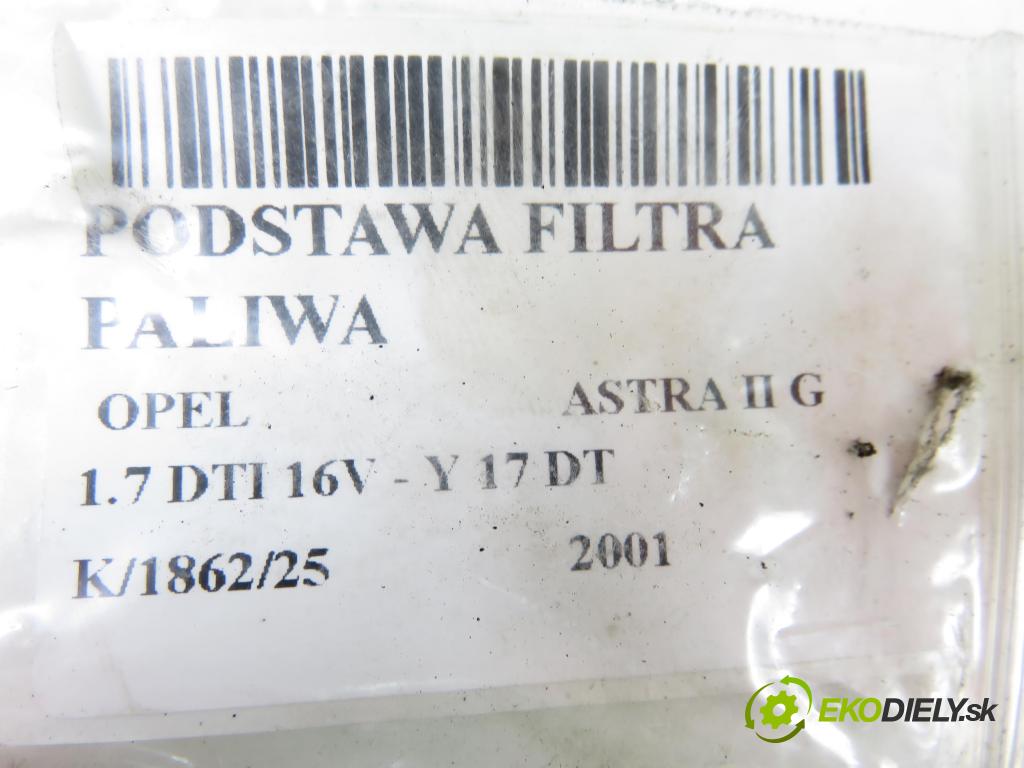 PODSTAWA FILTRA
PALIWA
OPEL ASTRA II G
1.7 DTI 16V - Y 17 DT
K/1862/25 2001
EKODIELY.sk